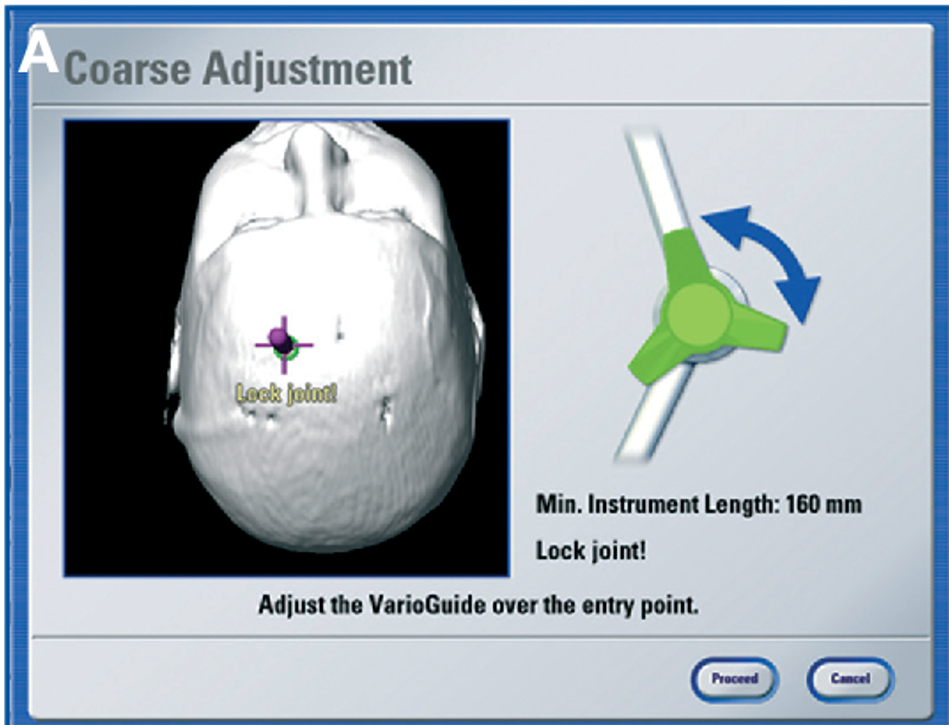 A
Coarse Adjustment
Lock joint!
Min. Instrument Length: 160 mm
Lock joint!
Adjust the VarioGuide over the entry point.
Proceed
Cancel